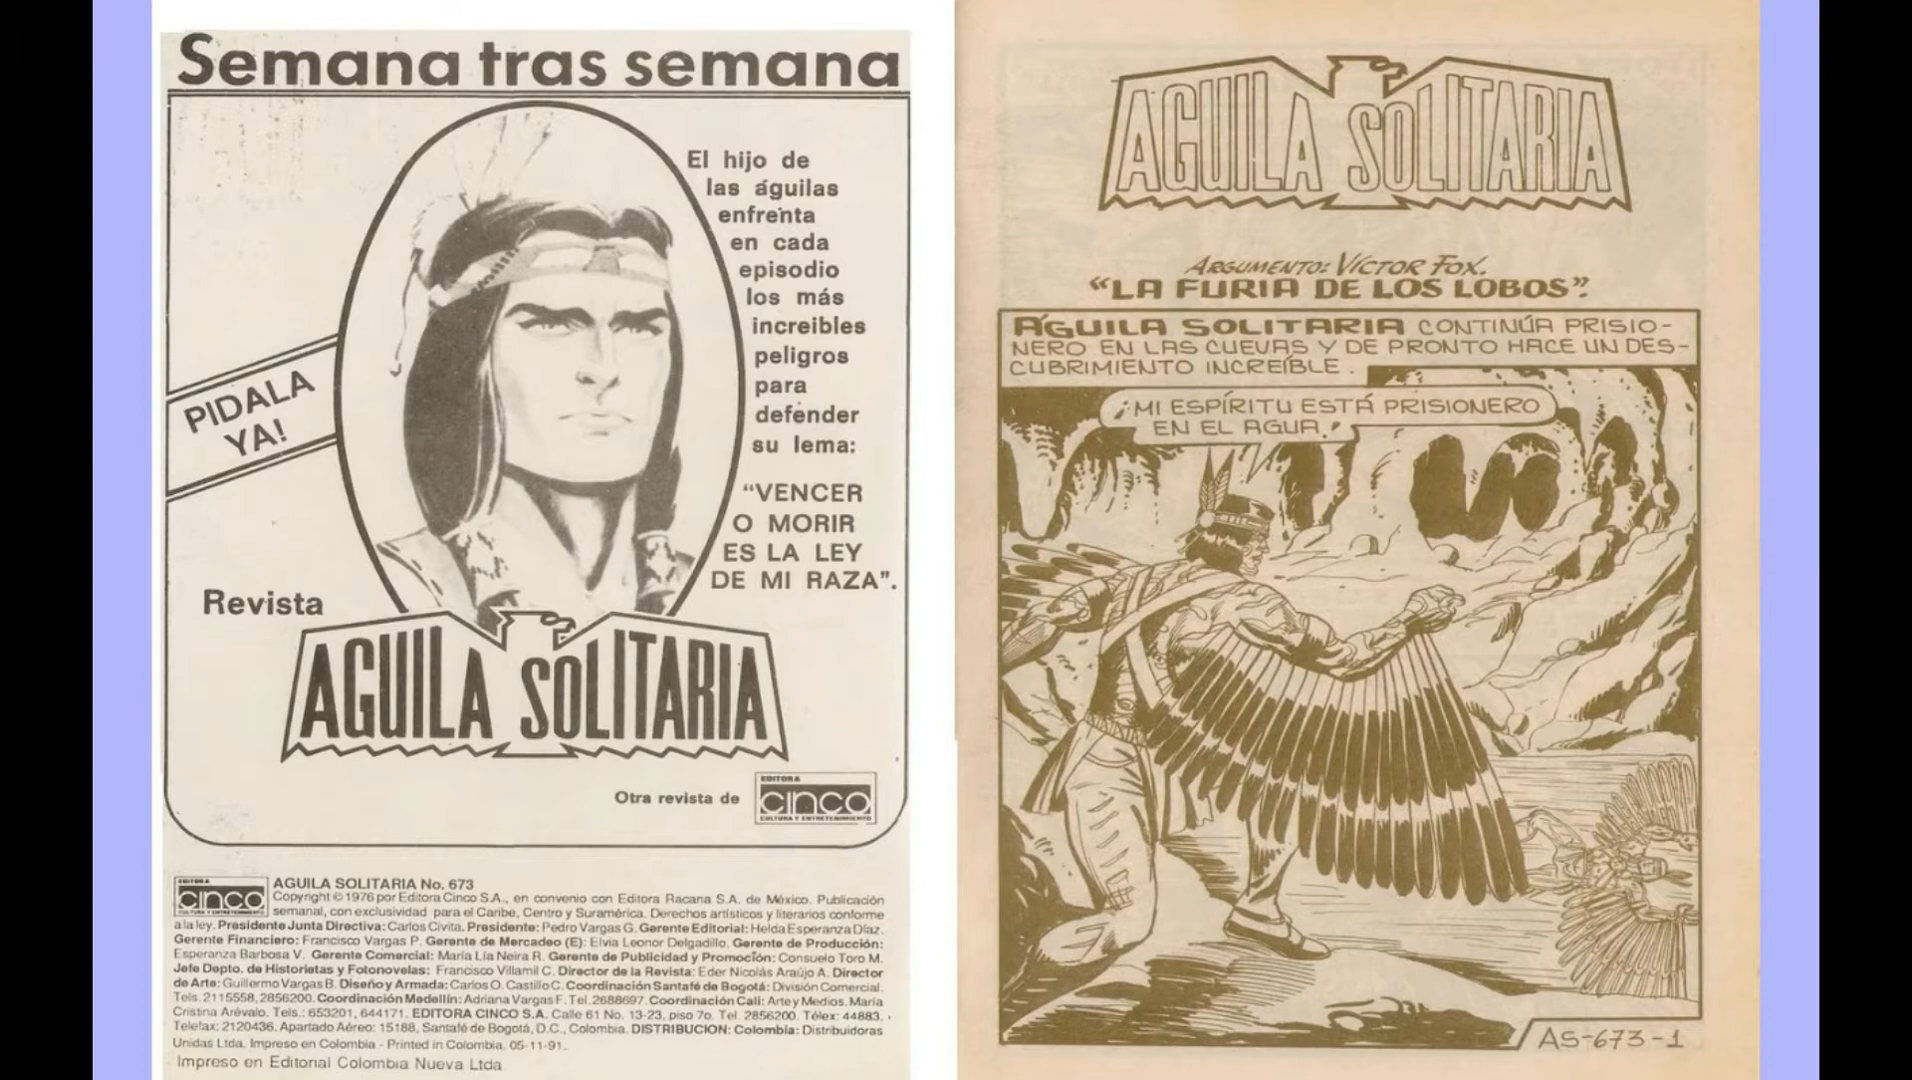 Semana tras semana
El hijo de
las águilas
enfrenta
en cada
episodio
los más
increibles
peligros
para
defender
su lema:
"VENCER
O MORIR
ES LA LEY
DE MI RAZA".
PIDALA
YA!
Revista
AGUILA SOLITARIA
Otra revista de
EDITORA
CINCO
CULTURA Y ENTRETENIMIENTO
EDITORA
CINCO
CULTURA Y ENTRETENIMIENTO
AGUILA SOLITARIA No. 673
Copyright © 1976 por Editora Cinco S.A., en convenio con Editora Racana S.A. de México. Publicación
semanal, con exclusividad para el Caribe, Centro y Suramérica. Derechos artísticos y literarios conforme
a la ley. Presidente Junta Directiva: Carlos Civita. Presidente: Pedro Vargas G. Gerente Editorial: Helda Esperanza Díaz.
Gerente Financiero: Francisco Vargas P. Gerente de Mercadeo (E): Elvia Leonor Delgadillo. Gerente de Producción:
Esperanza Barbosa V. Gerente Comercial: María Lía Neira R. Gerente de Publicidad y Promoción: Consuelo Toro M.
Jefe Depto. de Historietas y Fotonovelas: Francisco Villamil C. Director de la Revista: Eder Nicolás Araújo A. Director
de Arte: Guillermo Vargas B. Diseño y Armada: Carlos O. Castillo C. Coordinación Santafé de Bogotá: División Comercial.
Tels. 2115558, 2856200. Coordinación Medellín: Adriana Vargas F. Tel. 2688697. Coordinación Cali: Arte y Medios. María
Cristina Arévalo. Tels.: 653201, 644171. EDITORA CINCO S.A. Calle 61 No. 13-23, piso 7o. Tel. 2856200. Télex: 44883.
Telefax: 2120436. Apartado Aéreo: 15188, Santafé de Bogotá, D.C., Colombia. DISTRIBUCION: Colombia: Distribuidoras
Unidas Ltda. Impreso en Colombia - Printed in Colombia. 05-11-91.
Impreso en Editorial Colombia Nueva Ltda
AGUILA SOLITARIA
ARGUMENTO: VÍCTOR FOX.
"LA FURIA DE LOS LOBOS".
ÁGUILA SOLITARIA CONTINÚA PRISIO-
NERO EN LAS CUEVAS Y DE PRONTO HACE UN DES-
CUBRIMIENTO INCREÍBLE.
¡MI ESPÍRITU ESTÁ PRISIONERO
EN EL AGUA!
AS-673-1